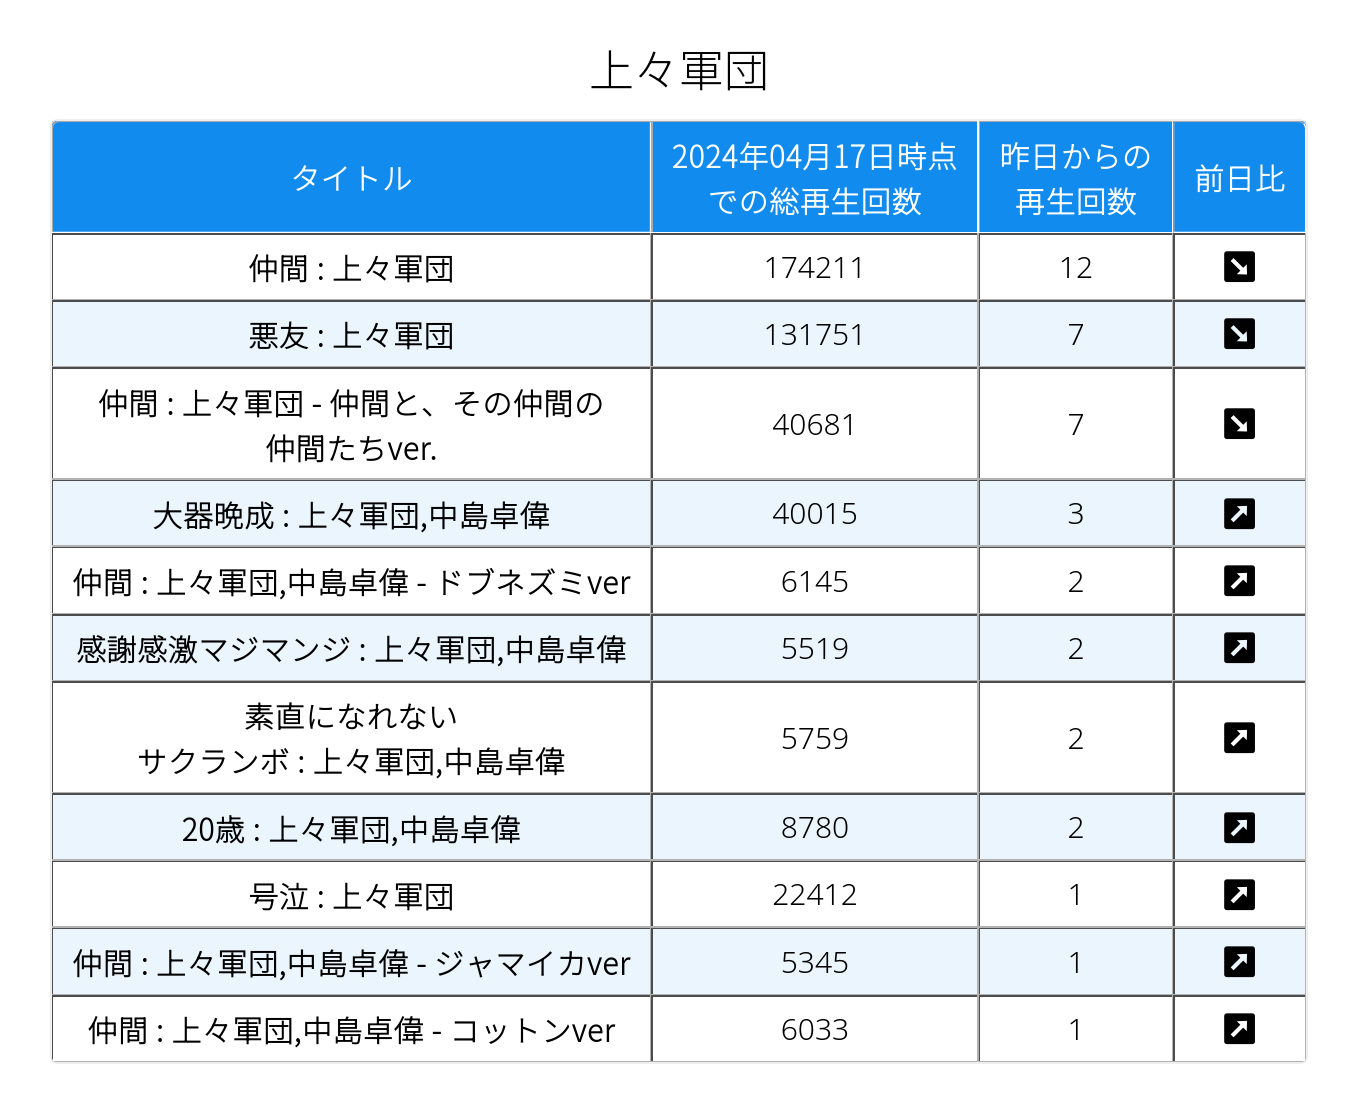 上々軍団
タイトル
2024年04月17日時点
での総再生回数
昨日からの
再生回数
前日比
仲間 : 上々軍団
174211
12
悪友 : 上々軍団
131751
7
仲間 : 上々軍団 - 仲間と、その仲間の
仲間たちver.
40681
7
大器晩成 : 上々軍団,中島卓偉
40015
3
仲間 : 上々軍団,中島卓偉 - ドブネズミver
6145
2
感謝感激マジマンジ : 上々軍団,中島卓偉
5519
2
素直になれない
サクランボ : 上々軍団,中島卓偉
5759
2
20歳 : 上々軍団,中島卓偉
8780
2
号泣 : 上々軍団
22412
1
仲間 : 上々軍団,中島卓偉 - ジャマイカver
5345
1
仲間 : 上々軍団,中島卓偉 - コットンver
6033
1